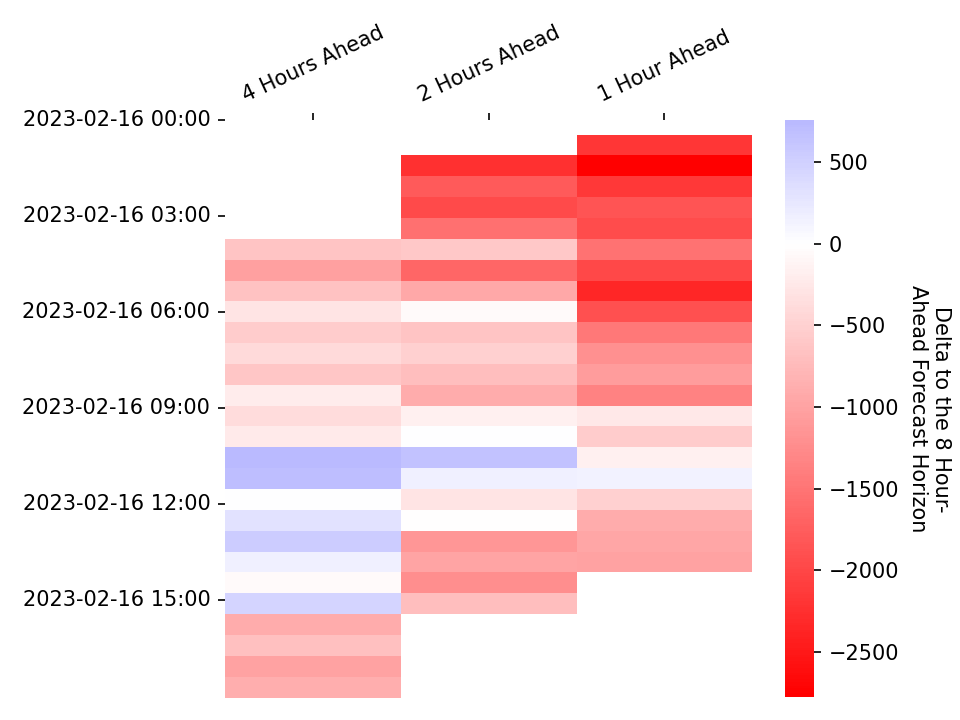 4 Hours Ahead
2 Hours Ahead
1 Hour Ahead
2023-02-16 00:00
2023-02-16 03:00
2023-02-16 06:00
2023-02-16 09:00
2023-02-16 12:00
2023-02-16 15:00
500
0
−500
−1000
−1500
−2000
−2500
Delta to the 8 Hour-
Ahead Forecast Horizon